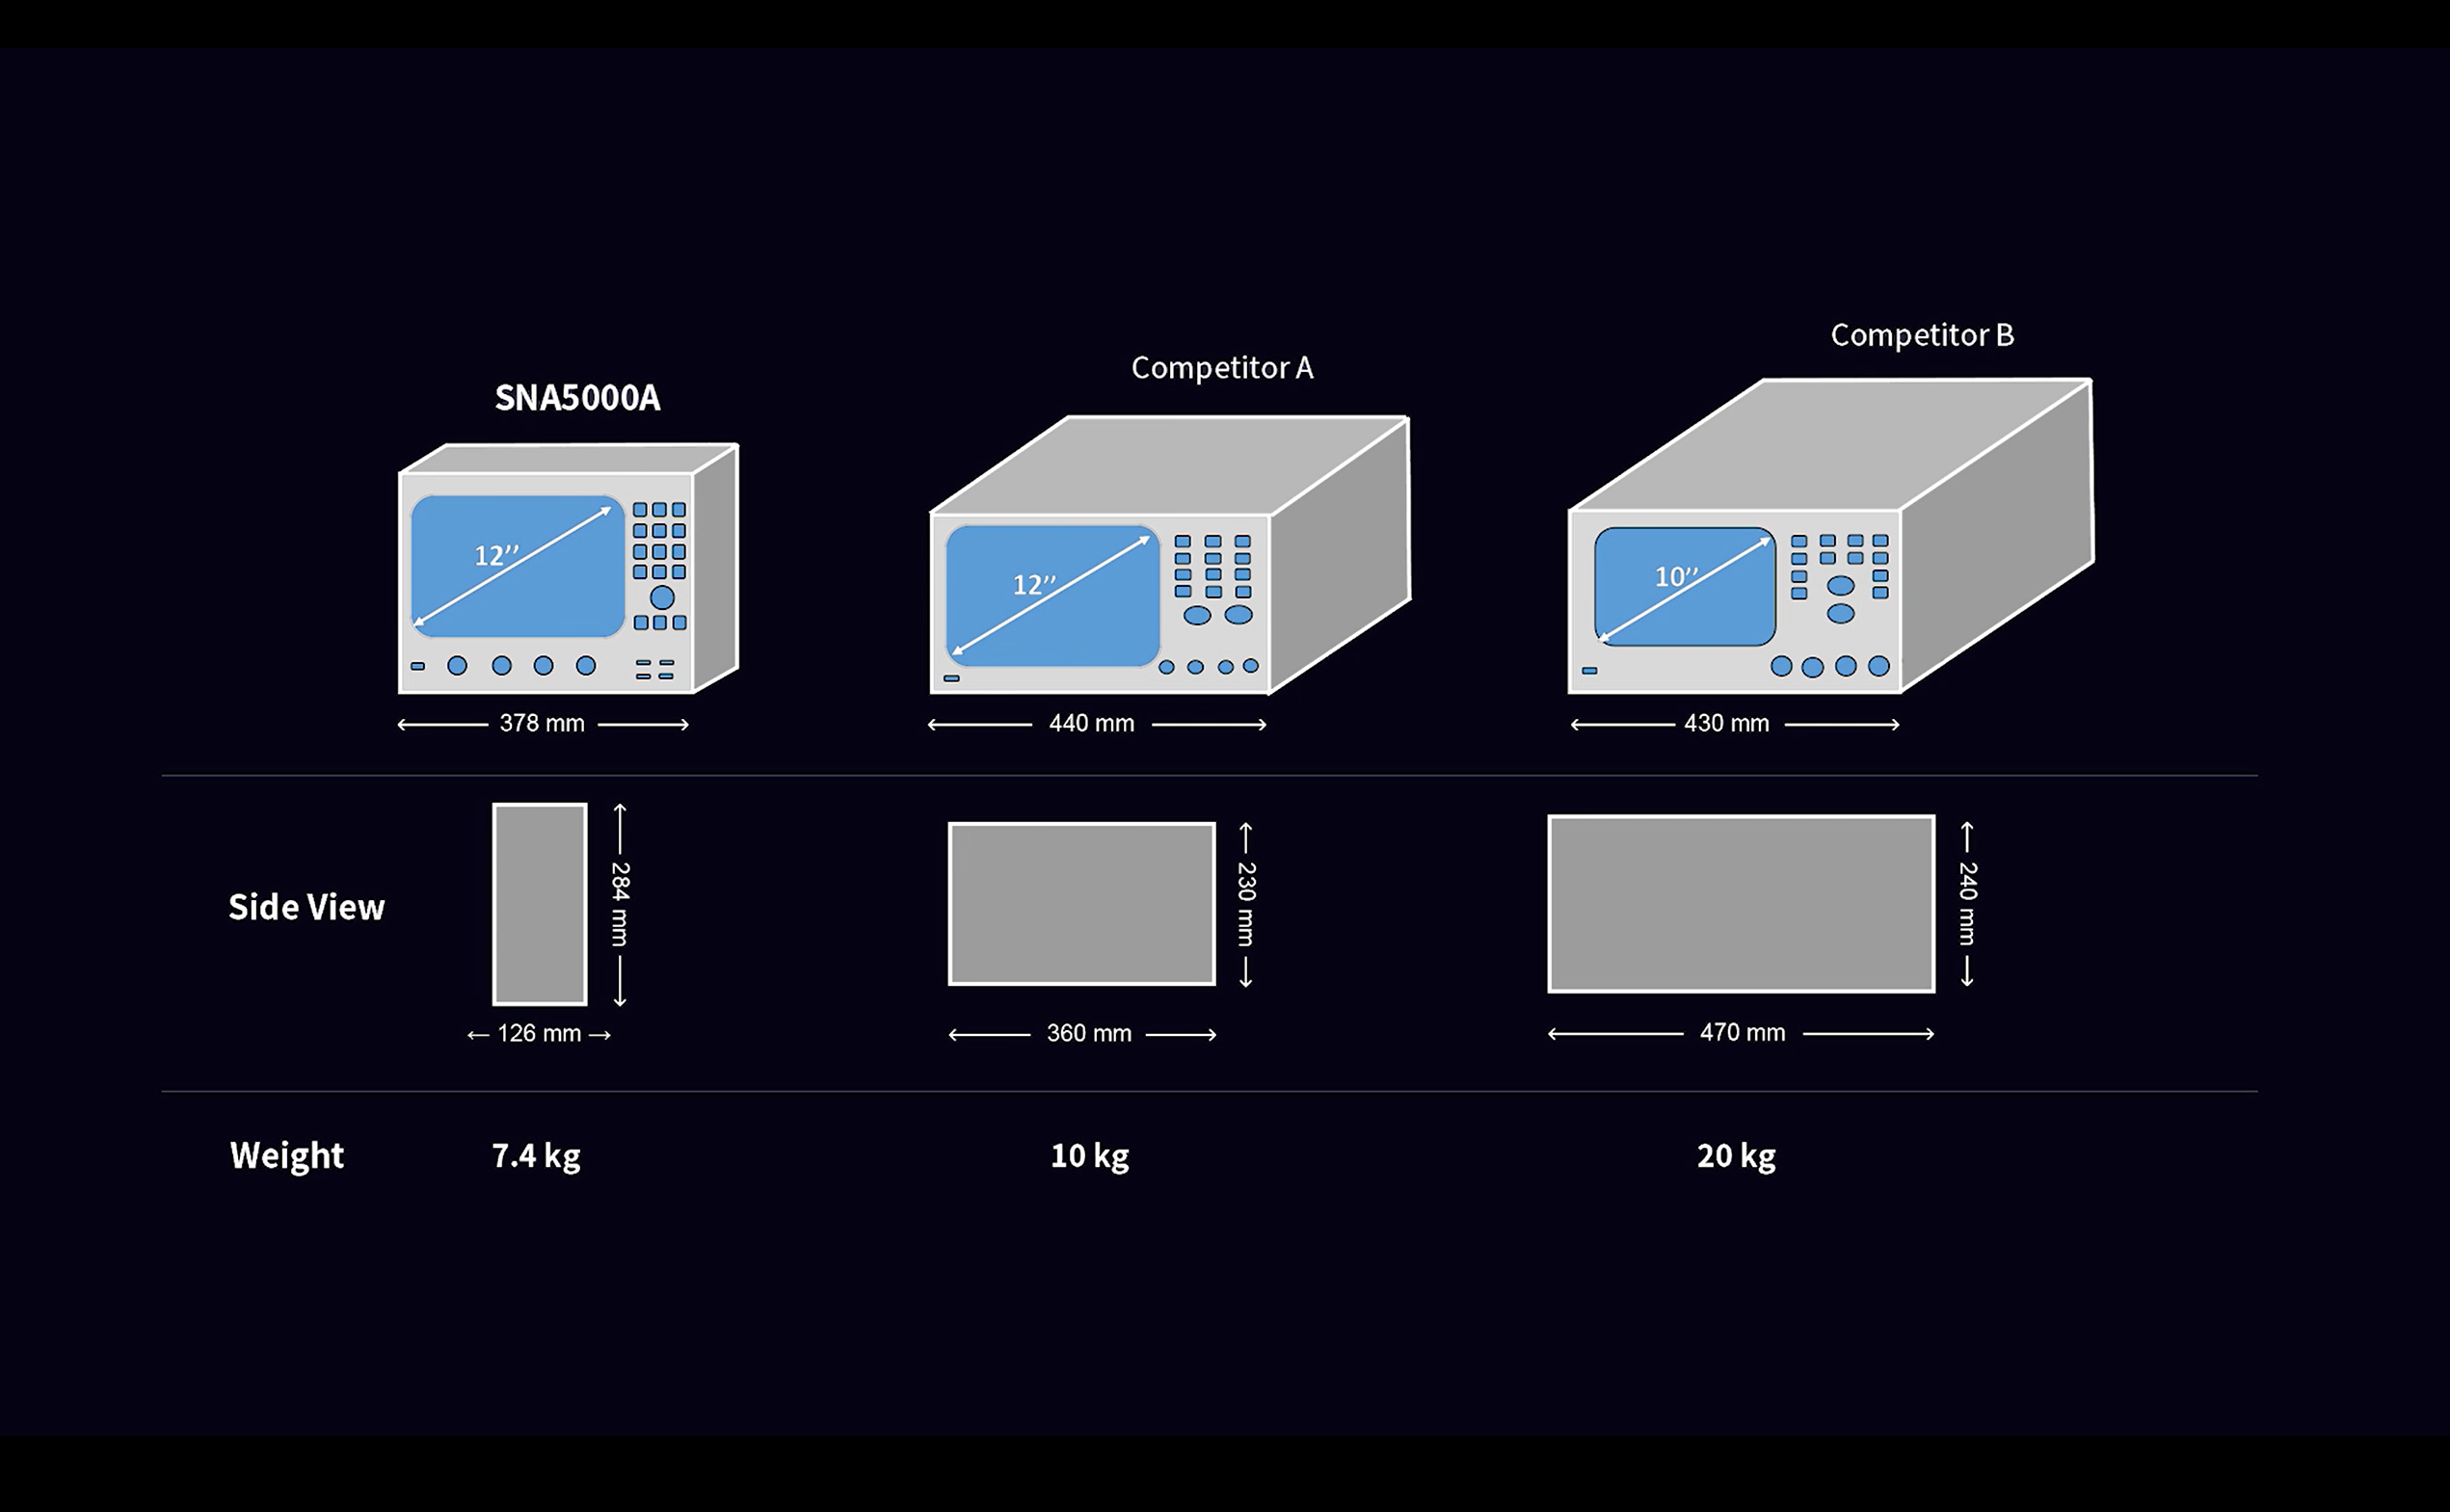 SNA5000A
Competitor A
Competitor B
12’’
12’’
10’’
378 mm
440 mm
430 mm
Side View
284 mm
230 mm
240 mm
126 mm
360 mm
470 mm
Weight
7.4 kg
10 kg
20 kg